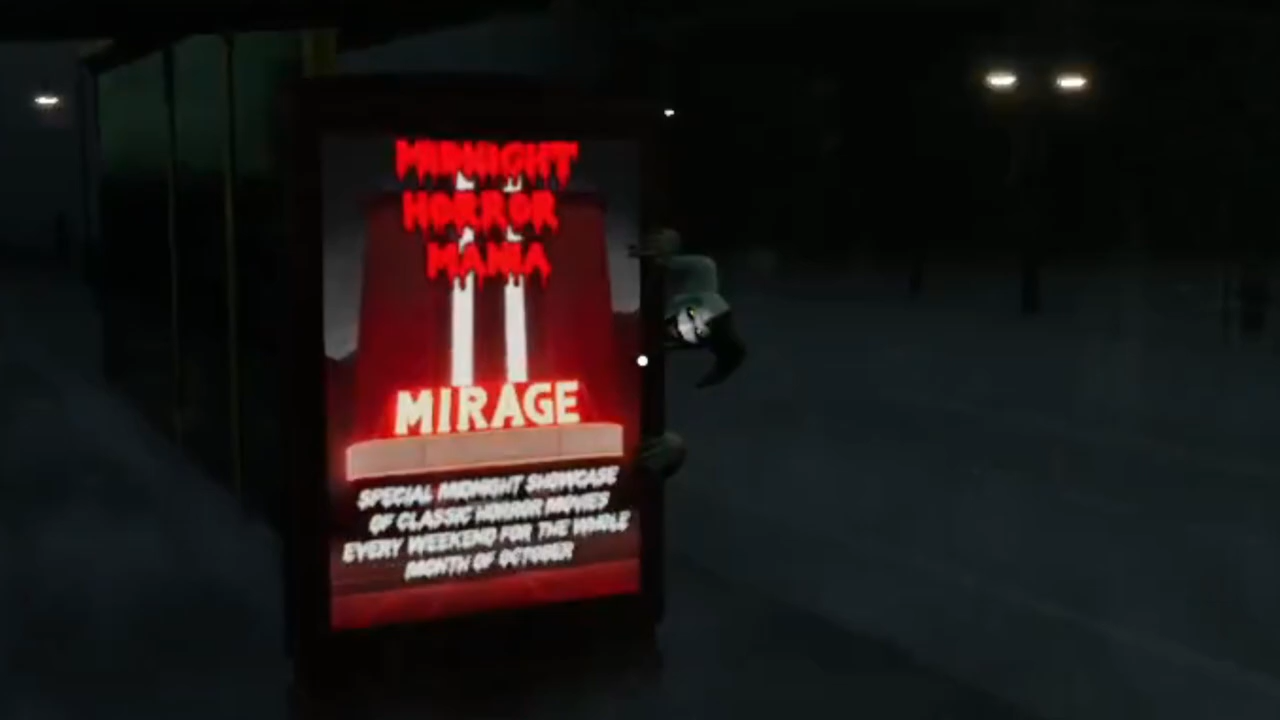 MIDNIGHT
HORROR
MANIA
MIRAGE
SPECIAL MIDNIGHT SHOWCASE
OF CLASSIC HORROR MOVIES
EVERY WEEKEND FOR THE WHOLE
MONTH OF OCTOBER